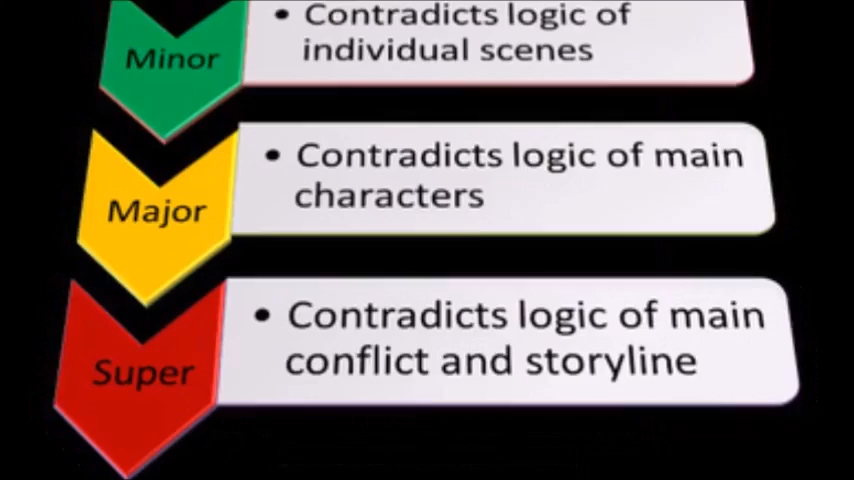 Minor
• Contradicts logic of
individual scenes
Major
• Contradicts logic of main
characters
Super
• Contradicts logic of main
conflict and storyline